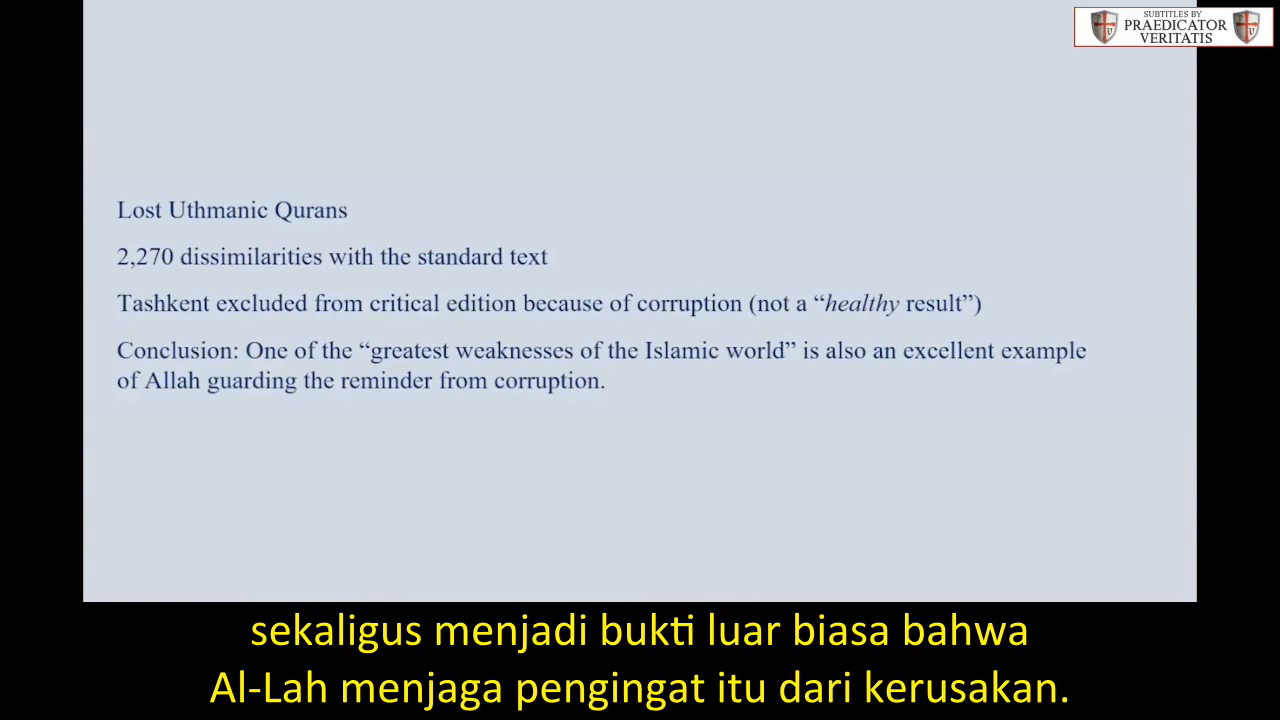 SUBTITLES BY
PRAEDICATOR
VERITATIS
Lost Uthmanic Qurans
2,270 dissimilarities with the standard text
Tashkent excluded from critical edition because of corruption (not a “healthy result”)
Conclusion: One of the “greatest weaknesses of the Islamic world” is also an excellent example
of Allah guarding the reminder from corruption.
sekaligus menjadi bukti luar biasa bahwa
Al-Lah menjaga pengingat itu dari kerusakan.